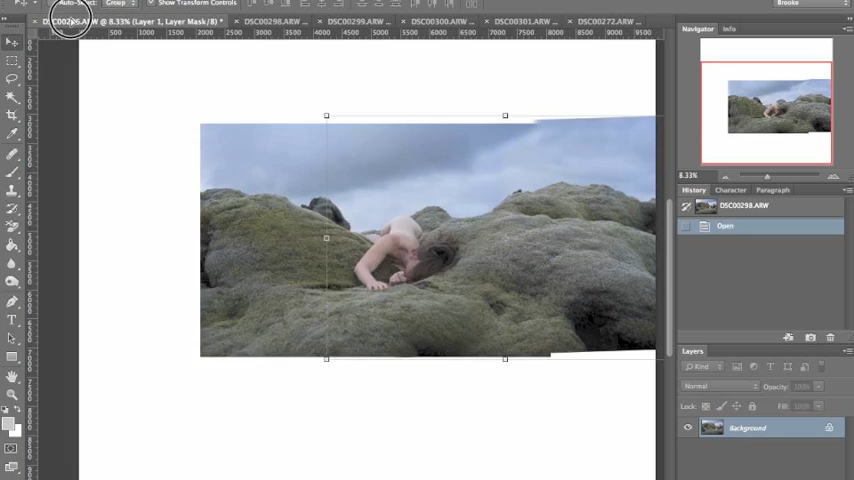 Auto-Select: Group Show Transform Controls Brooke
DSC00286.ARW @ 8.33% (Layer 1, Layer Mask/8) * DSC00298.ARW ... DSC00299.ARW ... DSC00300.ARW ... DSC00301.ARW ... DSC00272.ARW ...
500 1000 1500 2000 2500 3000 3500 4000 4500 5000 5500 6000 6500 7000 7500 8000 8500 9000 9500
Navigator Info
8.33%
History Character Paragraph
DSC00298.ARW
Open
Layers
Kind
Normal Opacity: 100%
Lock: Fill: 100%
Background